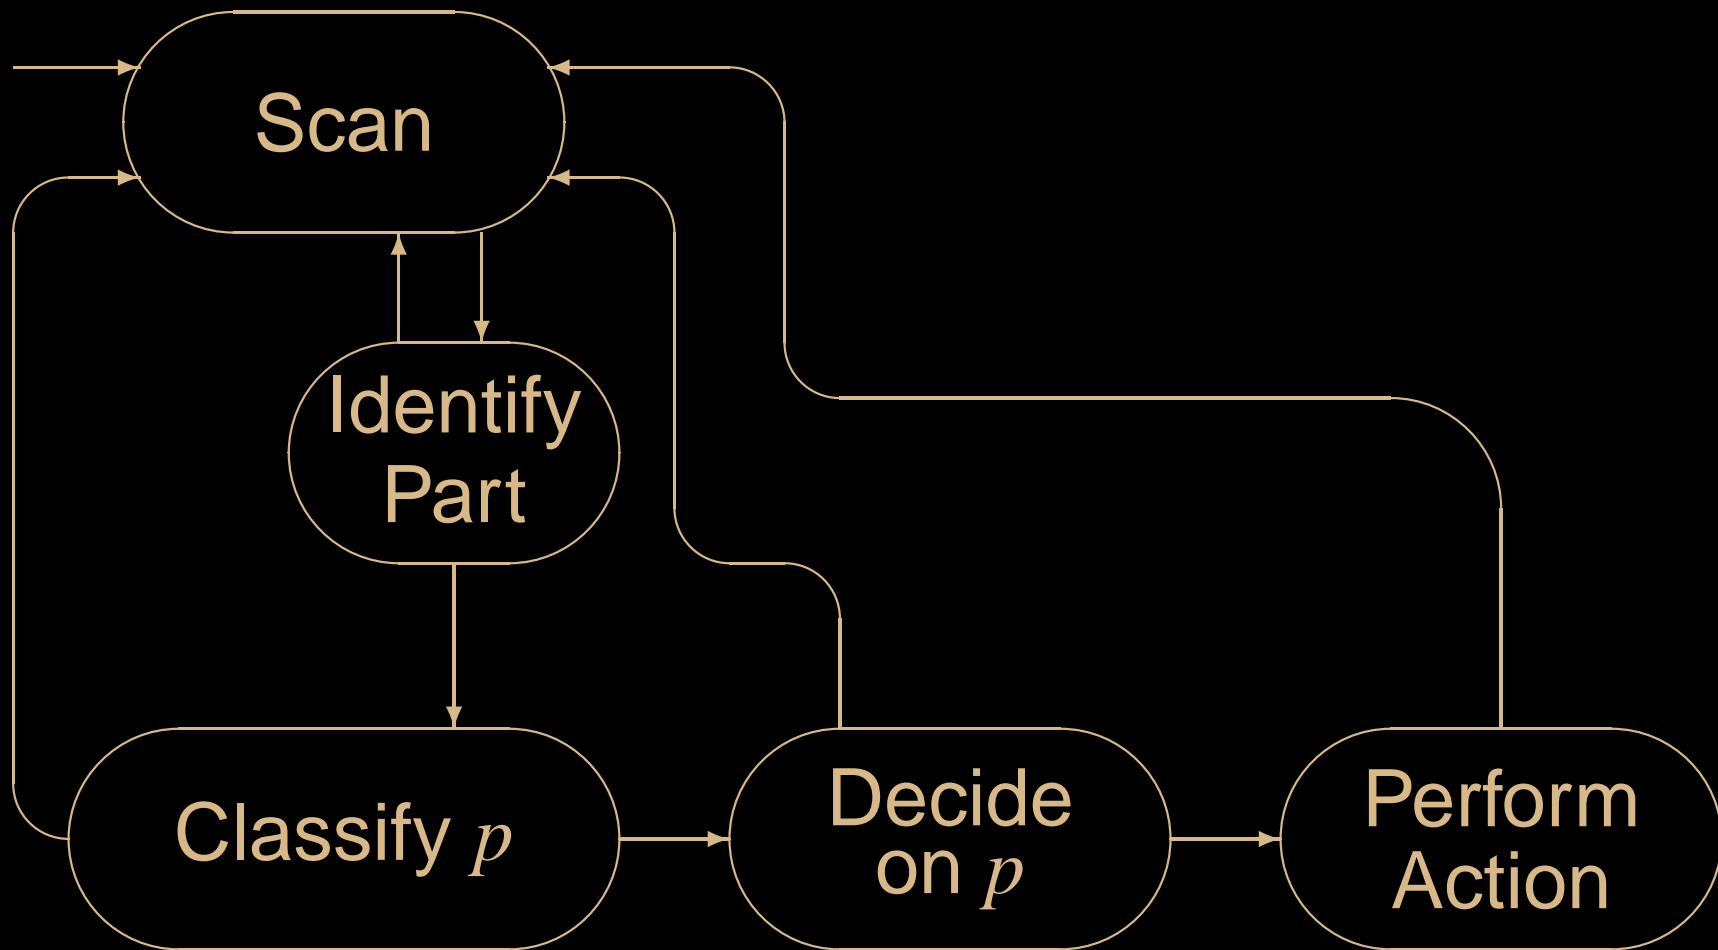 Scan
Identify
Part
Classify p
Decide
on p
Perform
Action